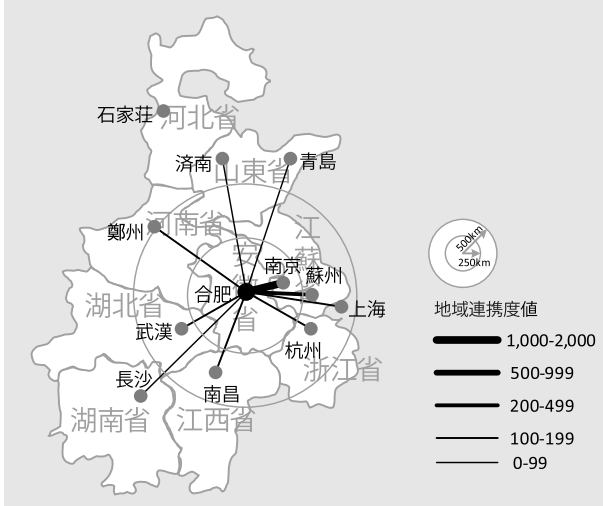 石家荘
河北省
済南
山東省
青島
鄭州
河南省
江蘇省
安徽省
南京
蘇州
合肥
上海
湖北省
武漢
杭州
浙江省
長沙
南昌
湖南省
江西省
500km
250km
地域連携度値
1,000-2,000
500-999
200-499
100-199
0-99